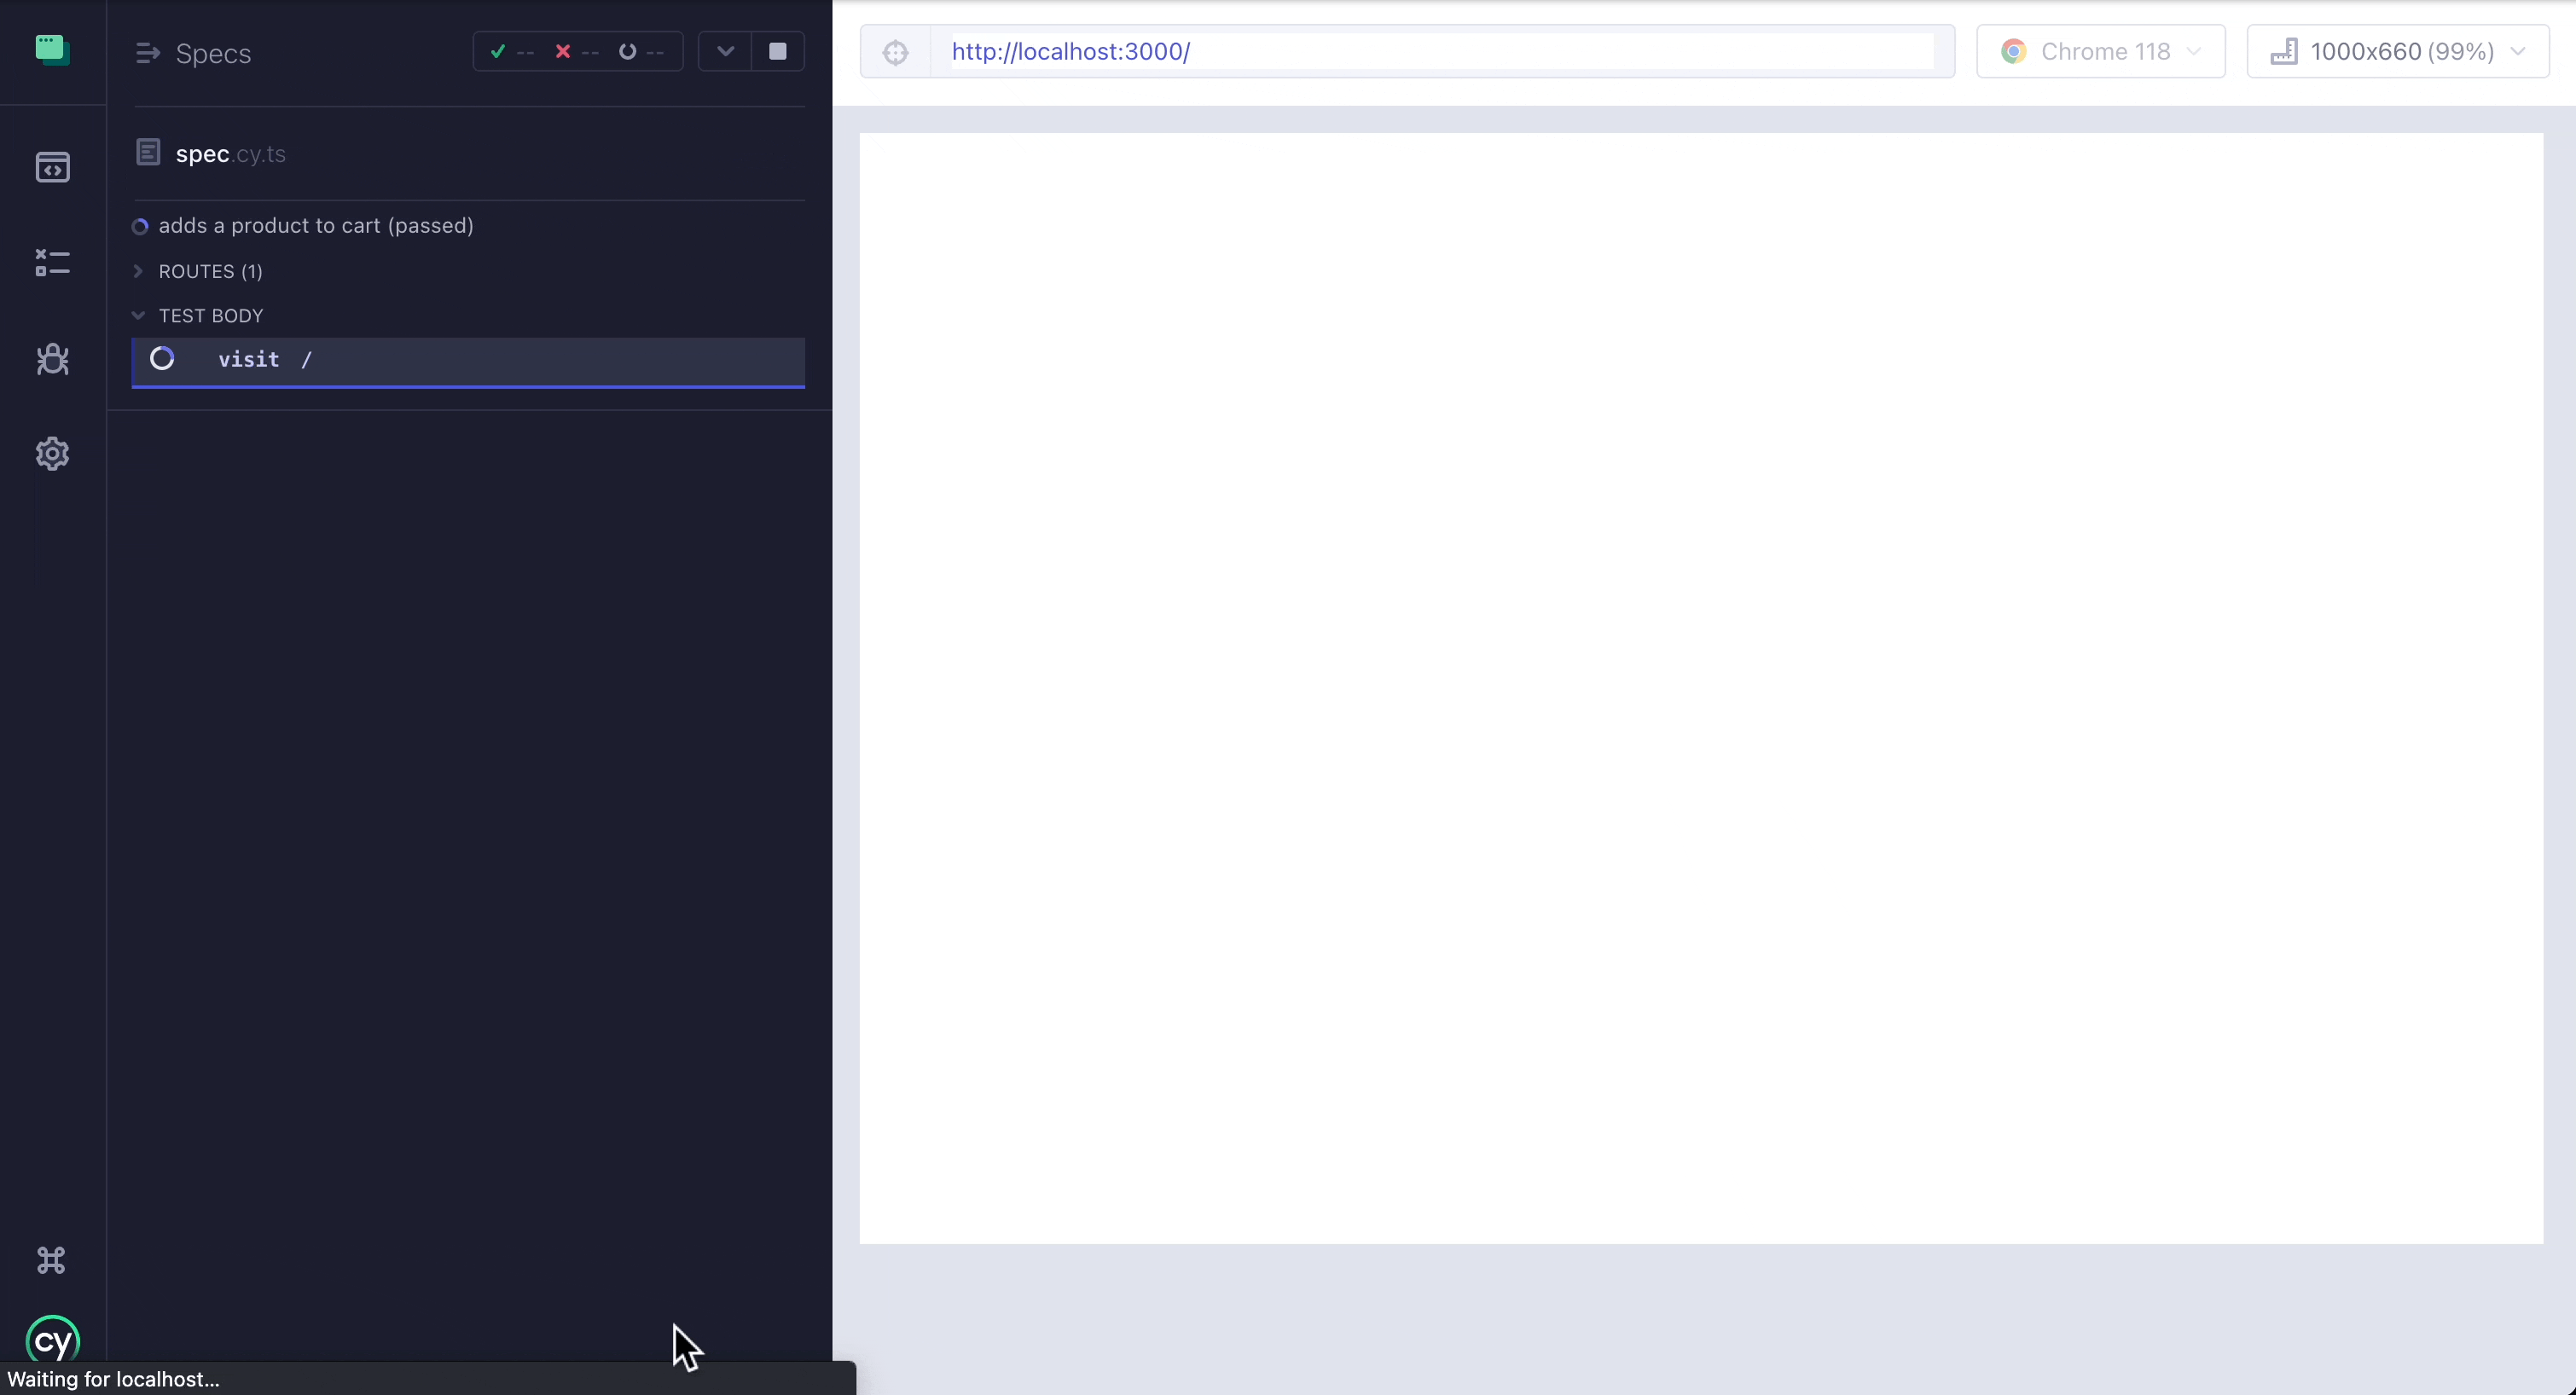 Specs
-- -- --
http://localhost:3000/
Chrome 118
1000x660 (99%)
spec.cy.ts
adds a product to cart (passed)
ROUTES (1)
TEST BODY
visit /
cy
Waiting for localhost...